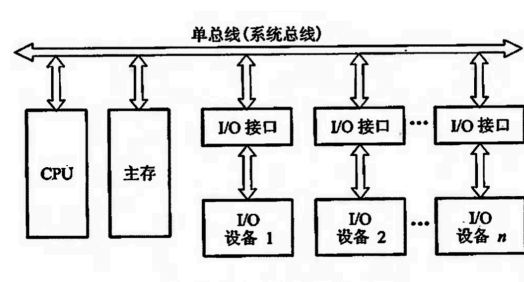 单总线(系统总线)
CPU
主存
I/O 接口
I/O 接口
···
I/O 接口
I/O
设备 1
I/O
设备 2
···
I/O
设备 n